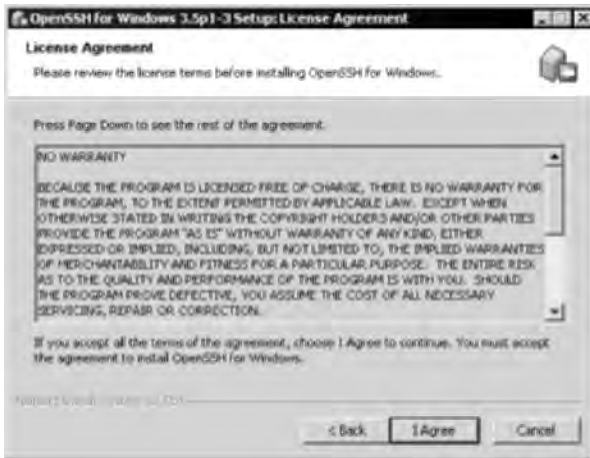 OpenSSH for Windows 3.5p1-3 Setup: License Agreement
License Agreement
Please review the license terms before installing OpenSSH for Windows.
Press Page Down to see the rest of the agreement.
NO WARRANTY
BECAUSE THE PROGRAM IS LICENSED FREE OF CHARGE, THERE IS NO WARRANTY FOR
THE PROGRAM, TO THE EXTENT PERMITTED BY APPLICABLE LAW.  EXCEPT WHEN
OTHERWISE STATED IN WRITING THE COPYRIGHT HOLDERS AND/OR OTHER PARTIES
PROVIDE THE PROGRAM "AS IS" WITHOUT WARRANTY OF ANY KIND, EITHER
EXPRESSED OR IMPLIED, INCLUDING, BUT NOT LIMITED TO, THE IMPLIED WARRANTIES
OF MERCHANTABILITY AND FITNESS FOR A PARTICULAR PURPOSE.  THE ENTIRE RISK
AS TO THE QUALITY AND PERFORMANCE OF THE PROGRAM IS WITH YOU.  SHOULD
THE PROGRAM PROVE DEFECTIVE, YOU ASSUME THE COST OF ALL NECESSARY
SERVICING, REPAIR OR CORRECTION.
If you accept all the terms of the agreement, choose I Agree to continue. You must accept
the agreement to install OpenSSH for Windows.
< Back I Agree Cancel